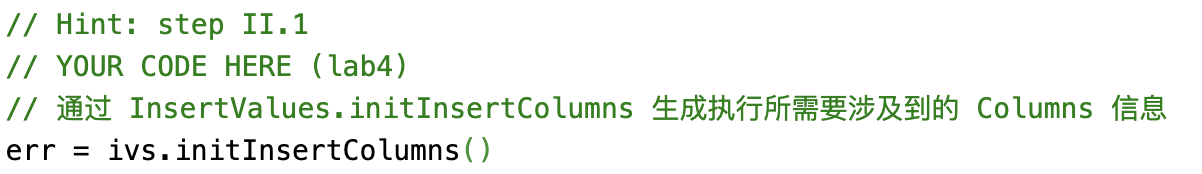 // Hint: step II.1
// YOUR CODE HERE (lab4)
// 通过 InsertValues.initInsertColumns 生成执行所需要涉及到的 Columns 信息
err = ivs.initInsertColumns()